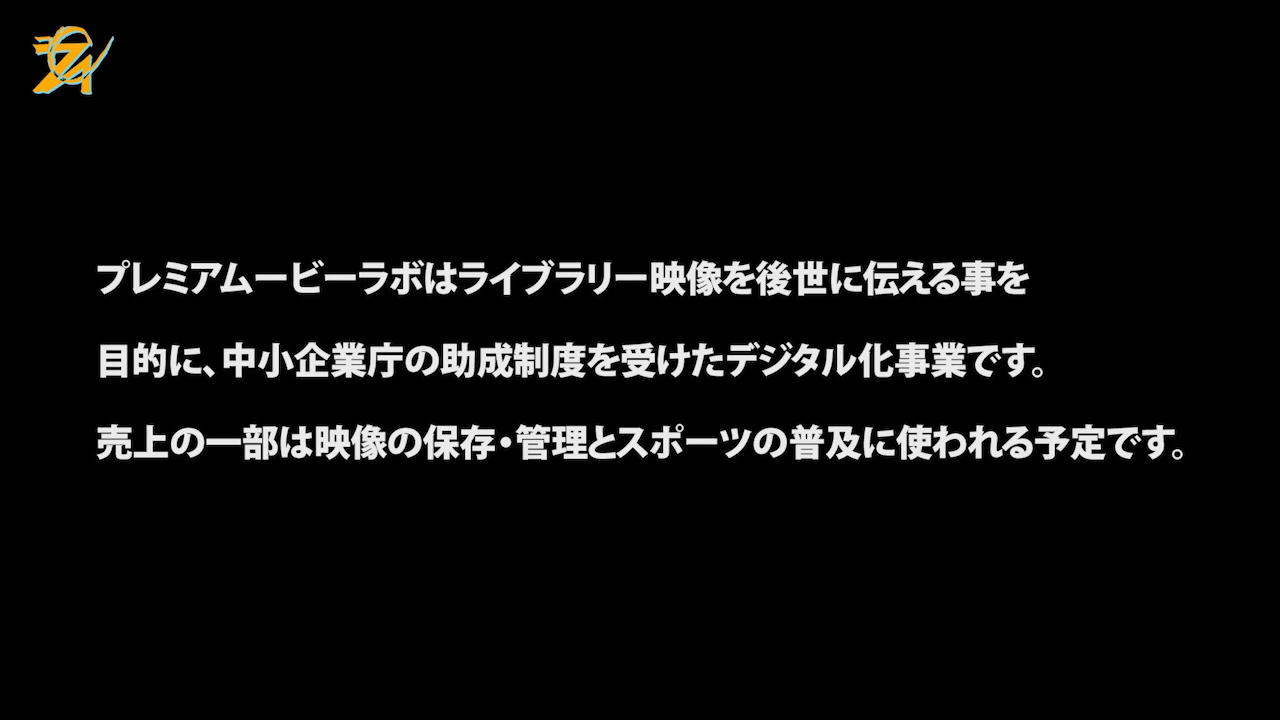 プレミアムービーラボはライブラリー映像を後世に伝える事を
目的に、中小企業庁の助成制度を受けたデジタル化事業です。
売上の一部は映像の保存・管理とスポーツの普及に使われる予定です。